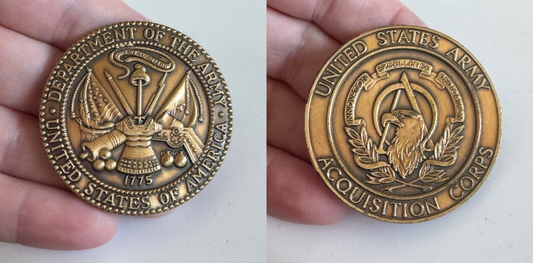 DEPARTMENT OF THE ARMY
UNITED STATES OF AMERICA
1775
UNITED STATES ARMY
EXCELLENCE
ACQUISITION CORPS